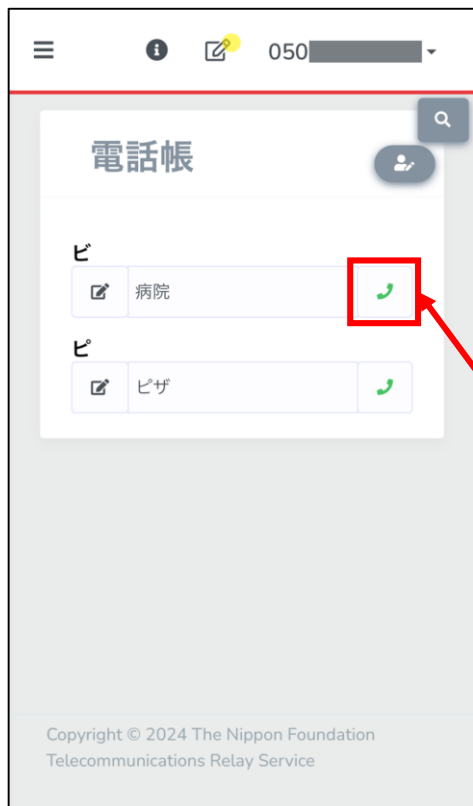 050
電話帳
ビ
病院
ピ
ピザ
Copyright © 2024 The Nippon Foundation
Telecommunications Relay Service